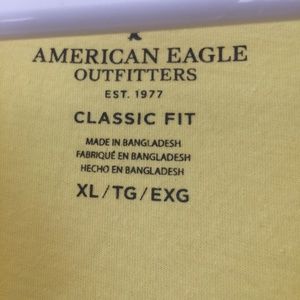 AMERICAN EAGLE
OUTFITTERS
EST. 1977
CLASSIC FIT
MADE IN BANGLADESH
FABRIQUÉ EN BANGLADESH
HECHO EN BANGLADESH
XL/TG/EXG